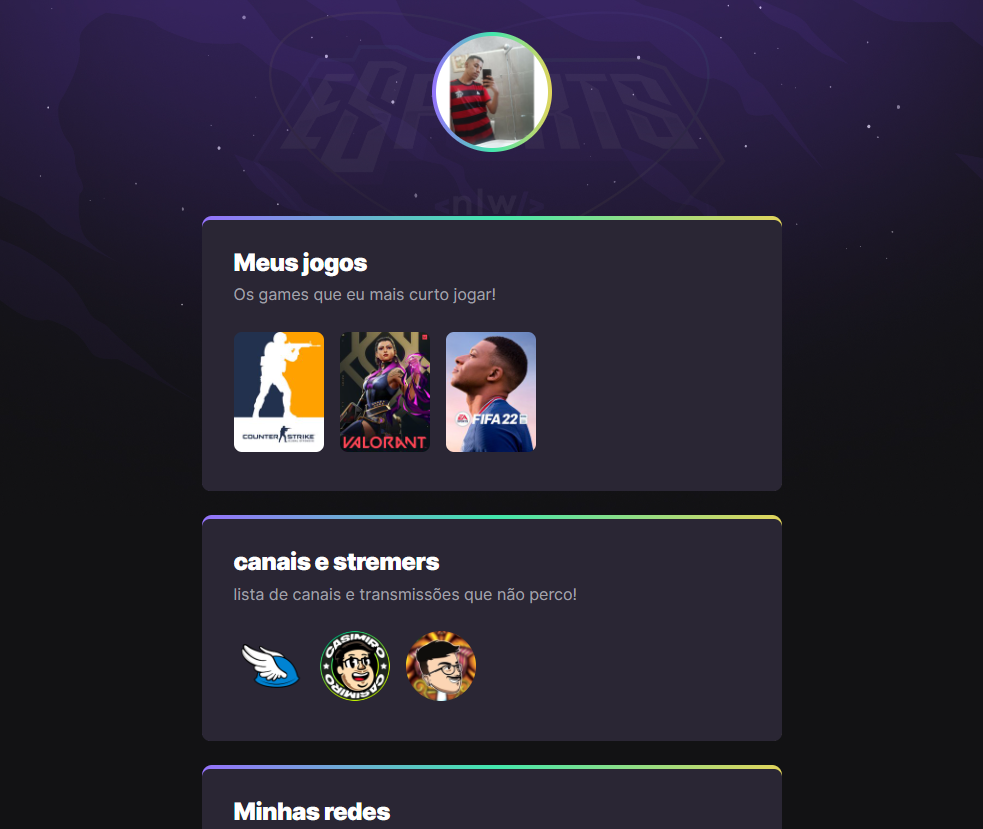 ESPORTS
<nlw/>
Meus jogos
Os games que eu mais curto jogar!
COUNTER STRIKE
VALORANT
FIFA 22
canais e stremers
lista de canais e transmissões que não perco!
CASIMIRO
CASIMIRO
Minhas redes